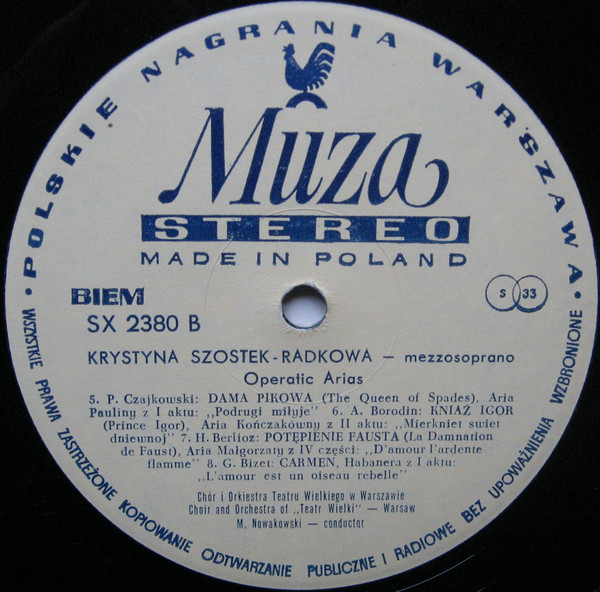 • POLSKIE NAGRANIA WARSZAWA •
Muza
STEREO
MADE IN POLAND
BIEM
SX 2380 B
S 33
KRYSTYNA SZOSTEK-RADKOWA — mezzosoprano
Operatic Arias
5. P. Czajkowski: DAMA PIKOWA (The Queen of Spades), Aria
Pauliny z I aktu: ,,Podrugi miłyje" 6. A. Borodin: KNIAŹ IGOR
(Prince Igor), Aria Kończakówny z II aktu: ,,Mierkniet swiet
dniewnoj" 7. H. Berlioz: POTĘPIENIE FAUSTA (La Damnation
de Faust), Aria Małgorzaty z IV części: ,,D'amour l'ardente
flamme" 8. G. Bizet: CARMEN, Habanera z I aktu:
,,L'amour est un oiseau rebelle"
Chór i Orkiestra Teatru Wielkiego w Warszawie
Choir and Orchestra of ,,Teatr Wielki" — Warsaw
M. Nowakowski — conductor
WSZYSTKIE PRAWA ZASTRZEŻONE KOPIOWANIE ODTWARZANIE PUBLICZNE I RADIOWE BEZ UPOWAŻNIENIA WZBRONIONE